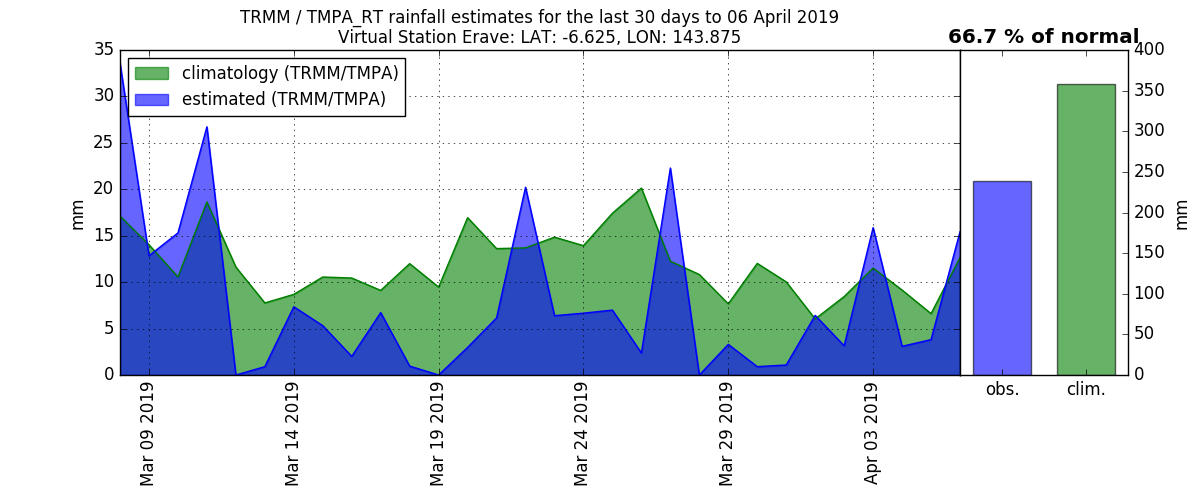 TRMM / TMPA_RT rainfall estimates for the last 30 days to 06 April 2019
Virtual Station Erave: LAT: -6.625, LON: 143.875
66.7 % of normal
climatology (TRMM/TMPA)
estimated (TRMM/TMPA)
35
30
25
20
15
10
5
0
mm
Mar 09 2019
Mar 14 2019
Mar 19 2019
Mar 24 2019
Mar 29 2019
Apr 03 2019
obs.
clim.
400
350
300
250
200
150
100
50
0
mm